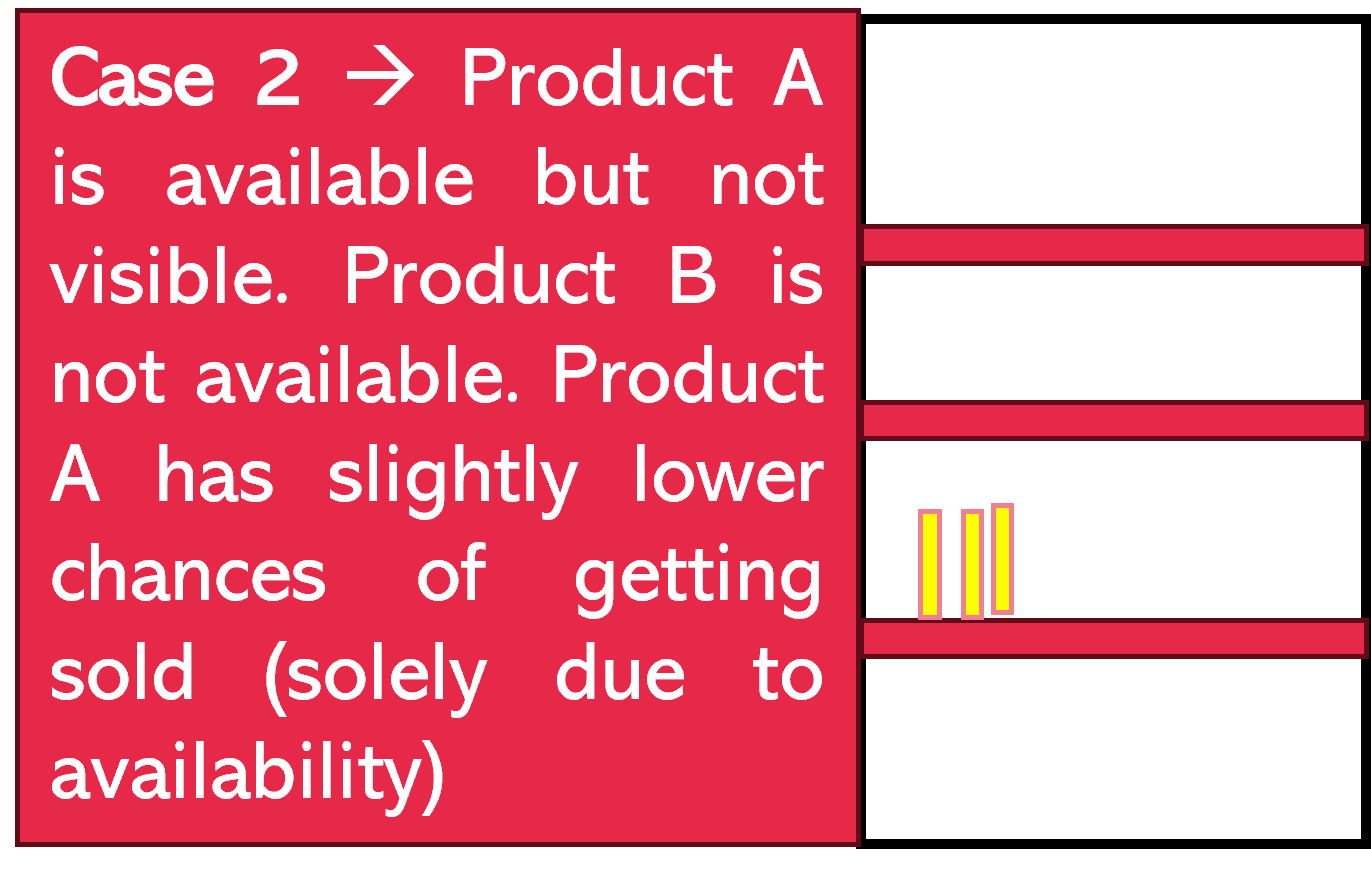 Case 2 → Product A
is available but not
visible. Product B is
not available. Product
A has slightly lower
chances of getting
sold (solely due to
availability)